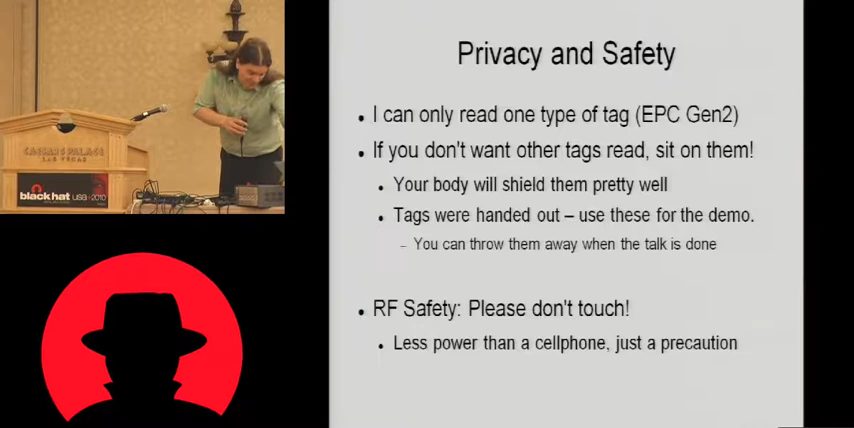 CAESARS PALACE
LAS VEGAS
black hat USA 2010
Privacy and Safety
I can only read one type of tag (EPC Gen2)
If you don't want other tags read, sit on them!
Your body will shield them pretty well
Tags were handed out – use these for the demo.
– You can throw them away when the talk is done
RF Safety: Please don't touch!
Less power than a cellphone, just a precaution